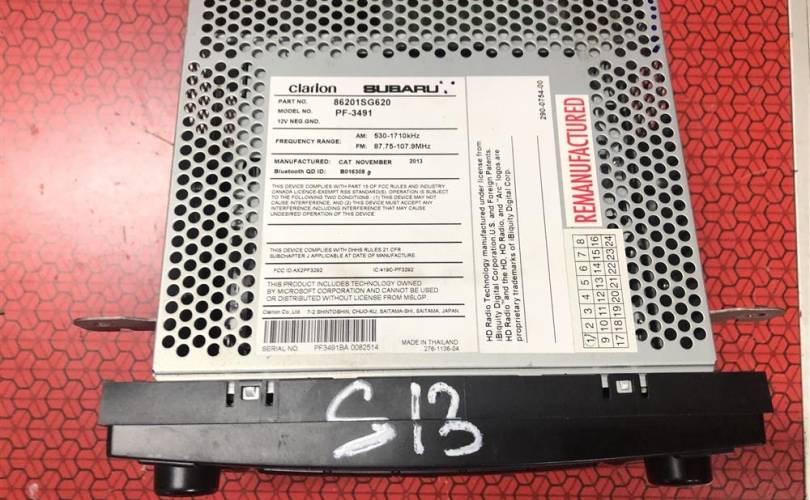 clarion SUBARU
PART NO. 86201SG620
MODEL NO. PF-3491
12V NEG.GND.
FREQUENCY RANGE: AM: 530-1710kHz
FM: 87.75-107.9MHz
MANUFACTURED: CAT NOVEMBER 2013
Bluetooth QD ID: B016308
THIS DEVICE COMPLIES WITH PART 15 OF FCC RULES AND INDUSTRY
CANADA LICENCE-EXEMPT RSS STANDARD(S). OPERATION IS SUBJECT
TO THE FOLLOWING TWO CONDITIONS: (1) THIS DEVICE MAY NOT
CAUSE INTERFERENCE, AND (2) THIS DEVICE MUST ACCEPT ANY
INTERFERENCE, INCLUDING INTERFERENCE THAT MAY CAUSE
UNDESIRED OPERATION OF THIS DEVICE.
THIS DEVICE COMPLIES WITH DHHS RULES 21 CFR
SUBCHAPTER J APPLICABLE AT DATE OF MANUFACTURE.
FCC ID:AX2PF3292 IC:419D-PF3292
THIS PRODUCT INCLUDES TECHNOLOGY OWNED
BY MICROSOFT CORPORATION AND CANNOT BE USED
OR DISTRIBUTED WITHOUT LICENSE FROM MSLGP
Clarion Co.,Ltd 7-2 SHINTOSHIN, CHUO-KU, SAITAMA-SHI, SAITAMA, JAPAN.
SERIAL NO. PF3491BA 0082514
MADE IN THAILAND
276-1136-04
HD Radio Technology manufactured under license from
iBiquity Digital Corporation U.S. and Foreign Patents.
HD Radio™ and the HD, HD Radio, and "Arc" logos are
proprietary trademarks of iBiquity Digital Corp.
290-0754-00
REMANUFACTURED
1/2 3 4 5 6 7 8
9 10 11 12 13 14 15 16
17 18 19 20 21 22 23 24
S13